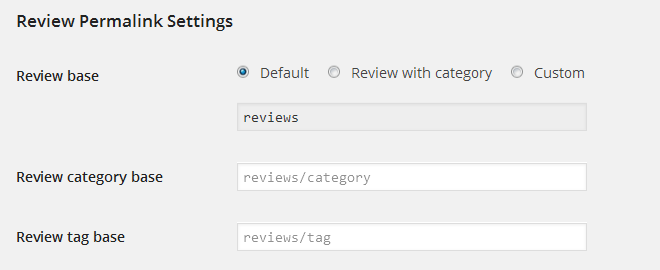 Review Permalink Settings
Review base Default Review with category Custom
reviews
Review category base reviews/category
Review tag base reviews/tag